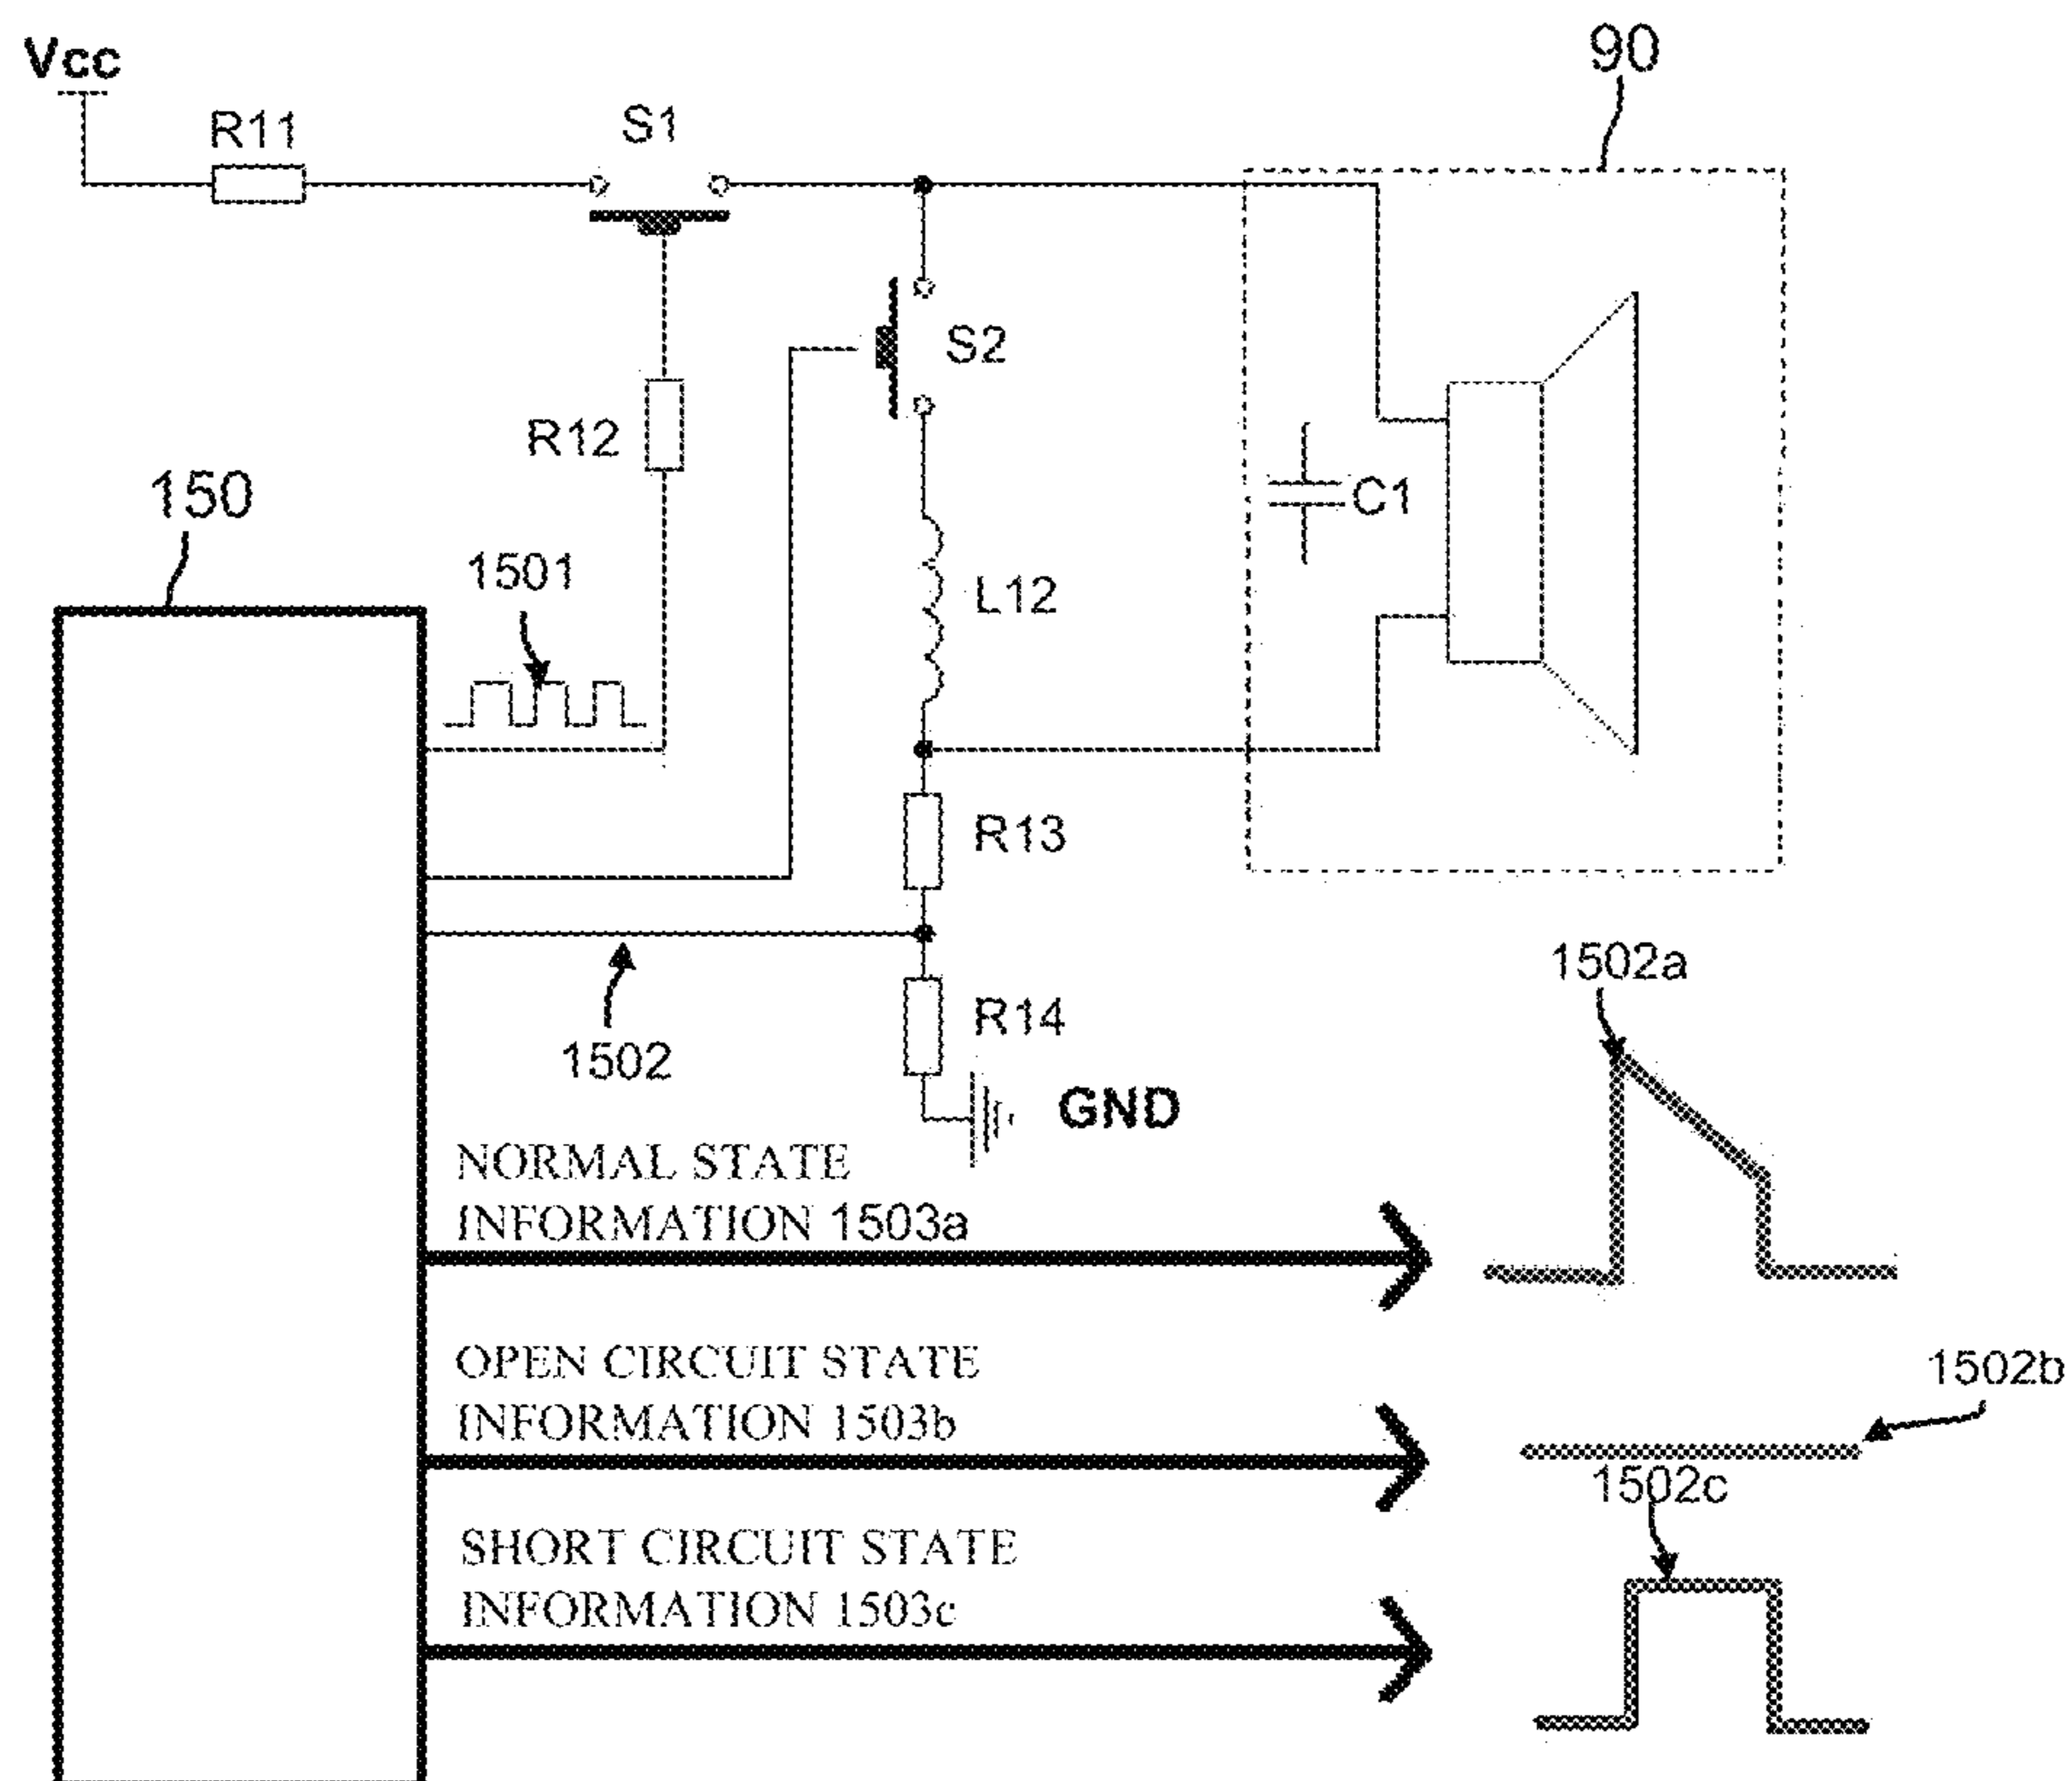 90
Vcc
R11
S1
S2
R12
C1
150
1501
L12
R13
1502a
R14
1502
GND
NORMAL STATE
INFORMATION 1503a
OPEN CIRCUIT STATE
INFORMATION 1503b
1502b
1502c
SHORT CIRCUIT STATE
INFORMATION 1503c